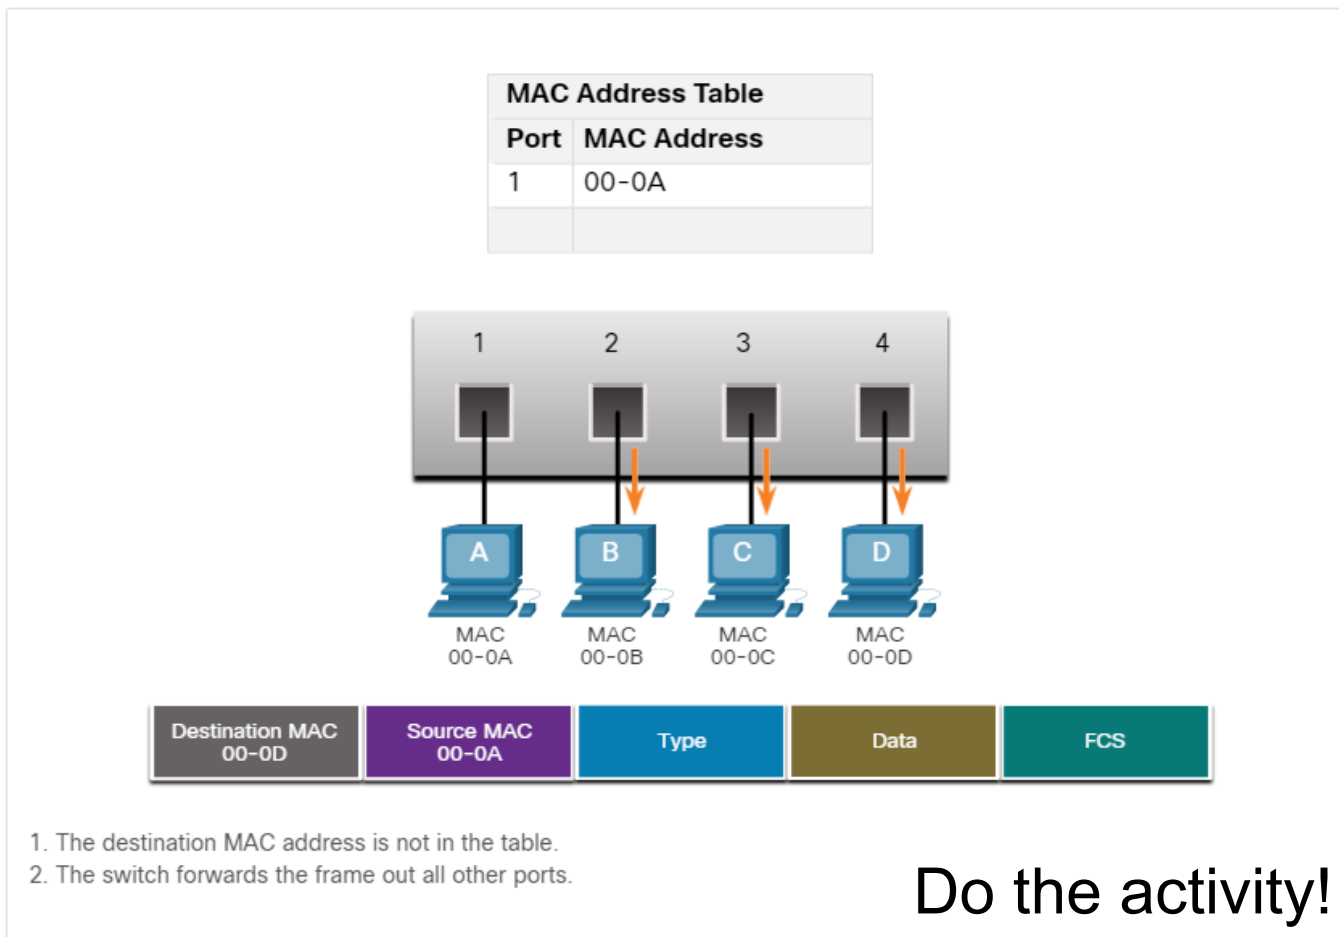 MAC Address Table
Port MAC Address
1 00-0A
1 2 3 4
A B C D
MAC MAC MAC MAC
00-0A 00-0B 00-0C 00-0D
Destination MAC Source MAC Type Data FCS
00-0D 00-0A
1. The destination MAC address is not in the table.
2. The switch forwards the frame out all other ports.
Do the activity!